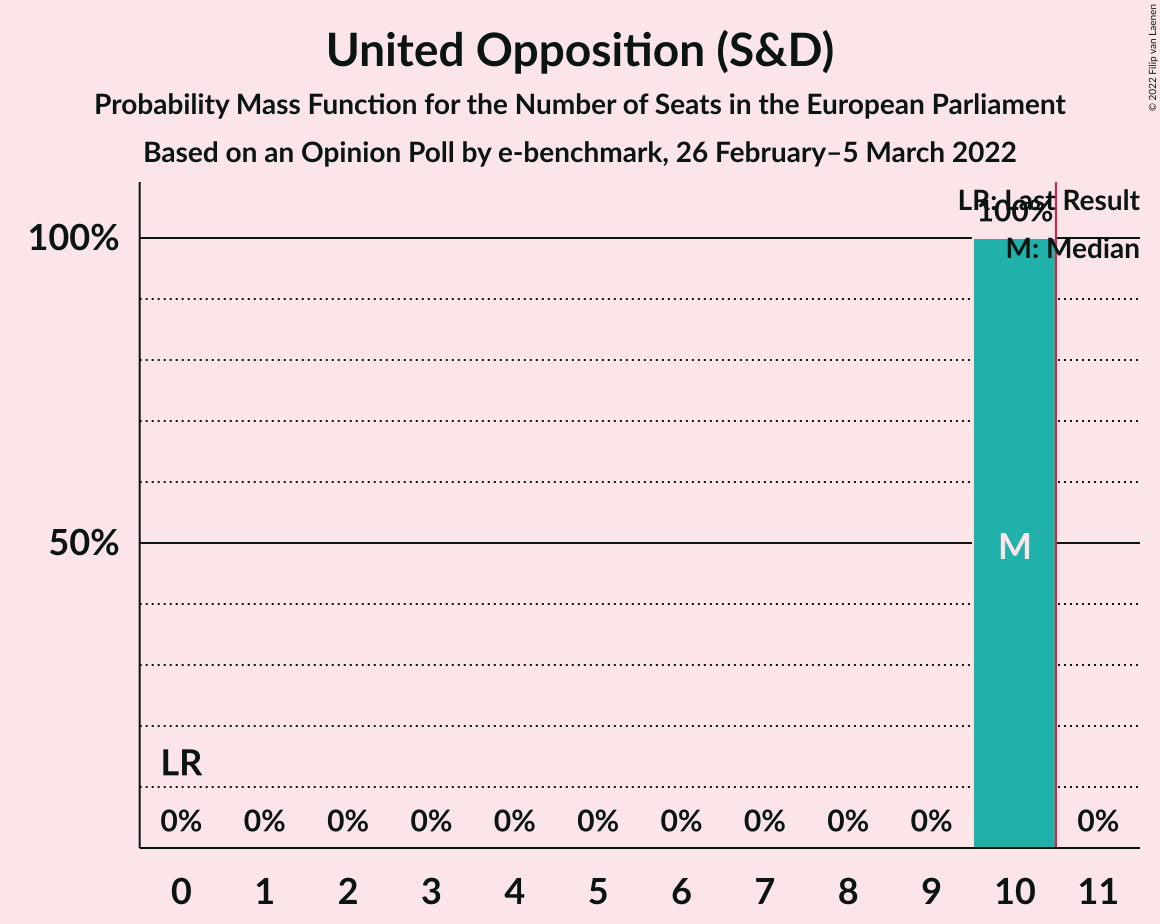 United Opposition (S&D)
Probability Mass Function for the Number of Seats in the European Parliament
Based on an Opinion Poll by e-benchmark, 26 February–5 March 2022
© 2022 Filip van Laenen
LR: Last Result
100%
M: Median
100%
50%
M
LR
0% 0% 0% 0% 0% 0% 0% 0% 0% 0% 0%
0 1 2 3 4 5 6 7 8 9 10 11